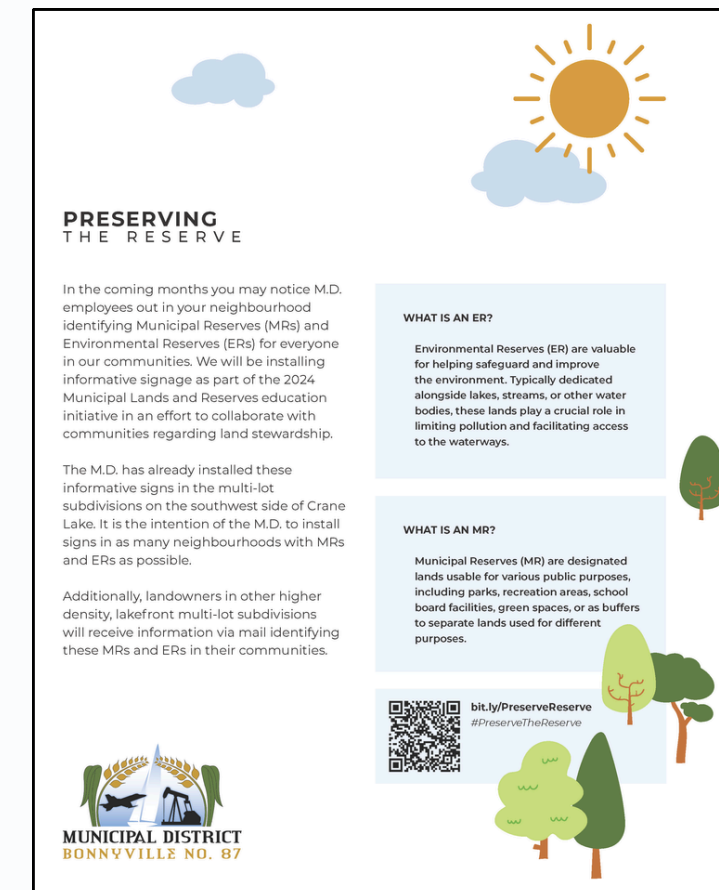 PRESERVING
THE RESERVE
In the coming months you may notice M.D.
employees out in your neighbourhood
identifying Municipal Reserves (MRs) and
Environmental Reserves (ERs) for everyone
in our communities. We will be installing
informative signage as part of the 2024
Municipal Lands and Reserves education
initiative in an effort to collaborate with
communities regarding land stewardship.
The M.D. has already installed these
informative signs in the multi-lot
subdivisions on the southwest side of Crane
Lake. It is the intention of the M.D. to install
signs in as many neighbourhoods with MRs
and ERs as possible.
Additionally, landowners in other higher
density, lakefront multi-lot subdivisions
will receive information via mail identifying
these MRs and ERs in their communities.
WHAT IS AN ER?
Environmental Reserves (ER) are valuable
for helping safeguard and improve
the environment. Typically dedicated
alongside lakes, streams, or other water
bodies, these lands play a crucial role in
limiting pollution and facilitating access
to the waterways.
WHAT IS AN MR?
Municipal Reserves (MR) are designated
lands usable for various public purposes,
including parks, recreation areas, school
board facilities, green spaces, or as buffers
to separate lands used for different
purposes.
bit.ly/PreserveReserve
#PreserveTheReserve
MUNICIPAL DISTRICT
BONNYVILLE NO. 87